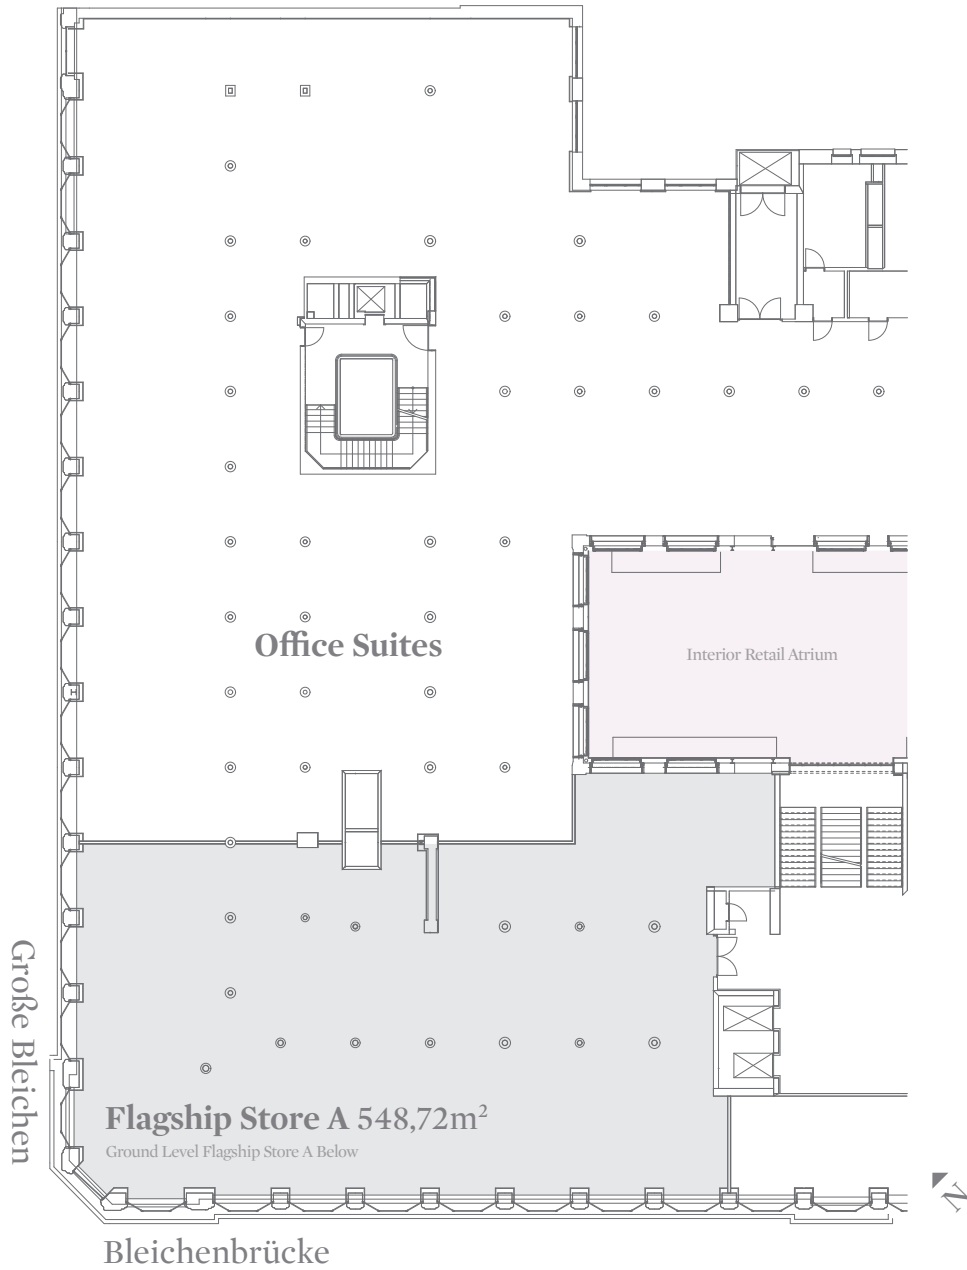 Office Suites
Interior Retail Atrium
Große Bleichen
Flagship Store A 548,72m²
Ground Level Flagship Store A Below
N
Bleichenbrücke